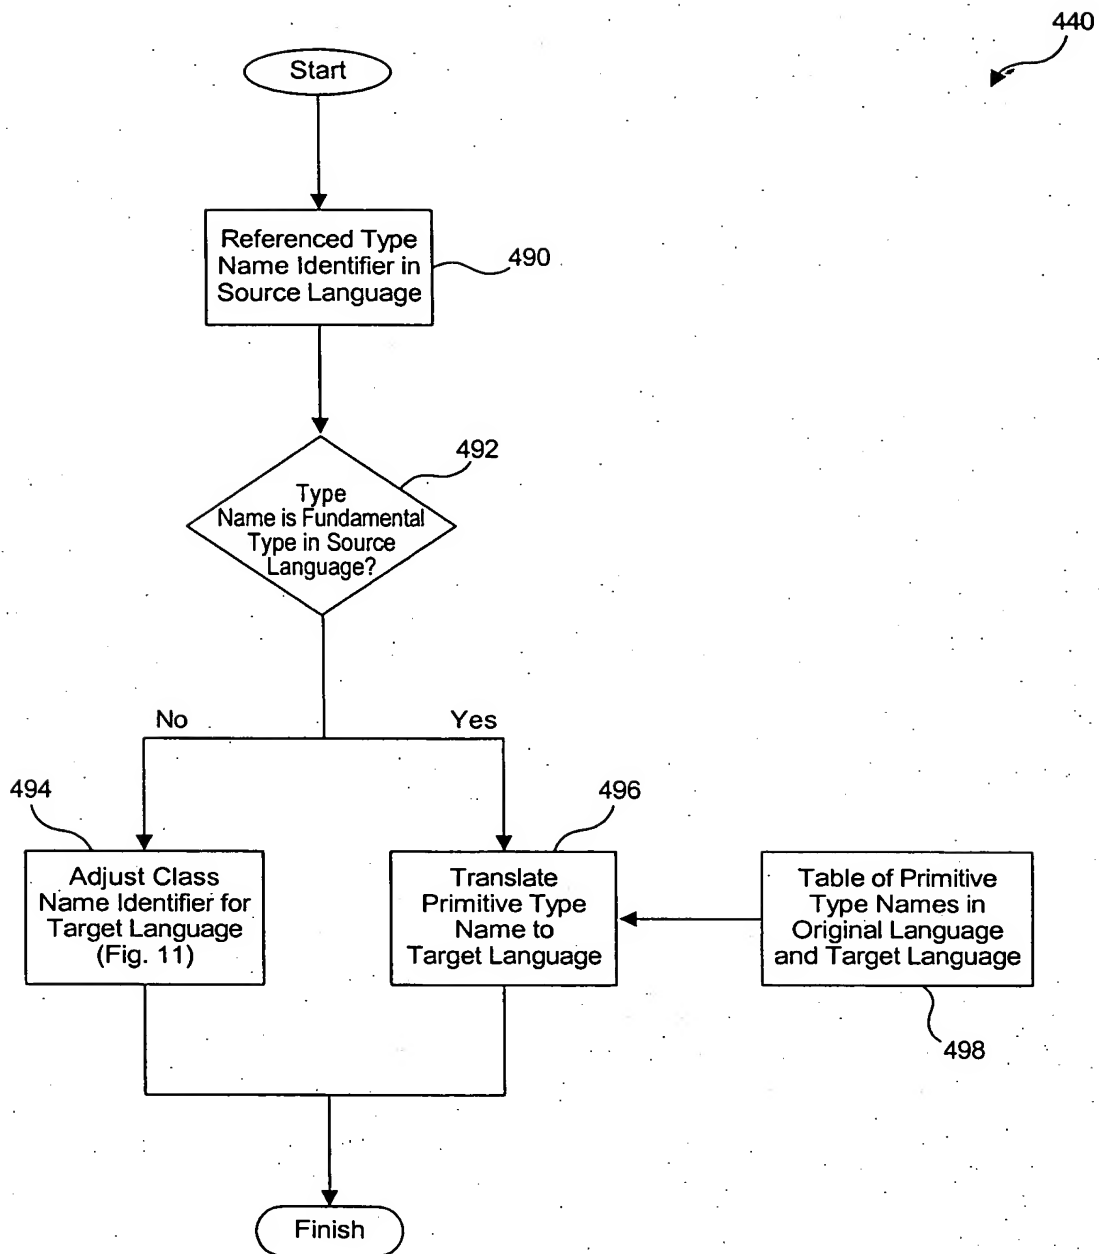 440
Start
Referenced Type
Name Identifier in
Source Language
490
492
Type
Name is Fundamental
Type in Source
Language?
No
Yes
494
496
Adjust Class
Name Identifier for
Target Language
(Fig. 11)
Translate
Primitive Type
Name to
Target Language
Table of Primitive
Type Names in
Original Language
and Target Language
498
Finish